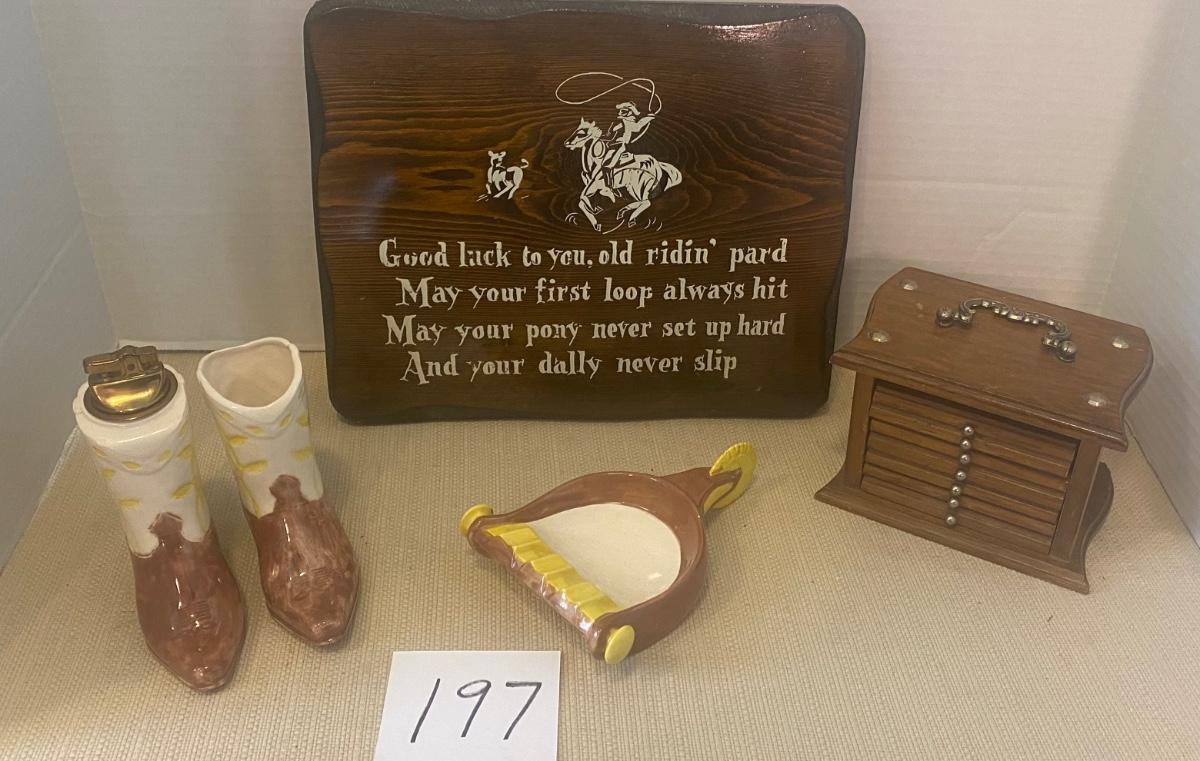 Good luck to you, old ridin' pard
May your first loop always hit
May your pony never set up hard
And your dally never slip
197